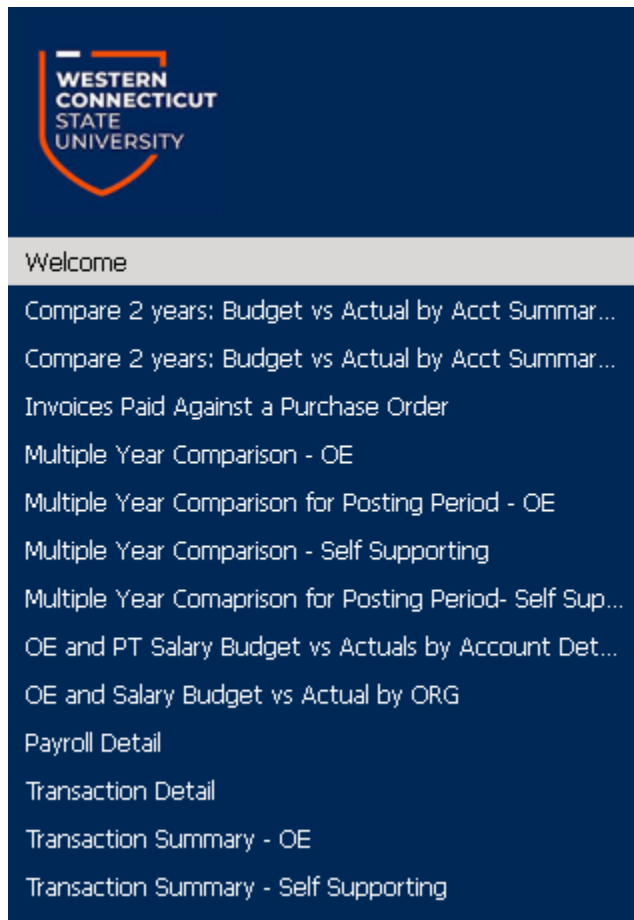 WESTERN
CONNECTICUT
STATE
UNIVERSITY
Welcome
Compare 2 years: Budget vs Actual by Acct Summar...
Compare 2 years: Budget vs Actual by Acct Summar...
Invoices Paid Against a Purchase Order
Multiple Year Comparison - OE
Multiple Year Comparison for Posting Period - OE
Multiple Year Comparison - Self Supporting
Multiple Year Comaprison for Posting Period- Self Sup...
OE and PT Salary Budget vs Actuals by Account Det...
OE and Salary Budget vs Actual by ORG
Payroll Detail
Transaction Detail
Transaction Summary - OE
Transaction Summary - Self Supporting